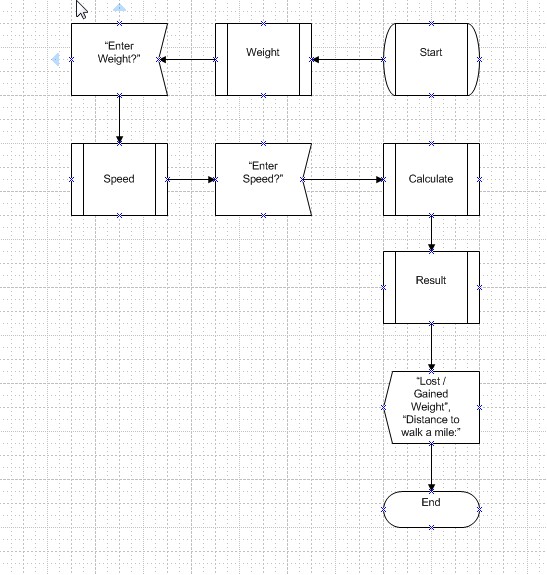 Start
Weight
“Enter
Weight?”
Speed
“Enter
Speed?”
Calculate
Result
“Lost /
Gained
Weight”,
“Distance to
walk a mile:”
End